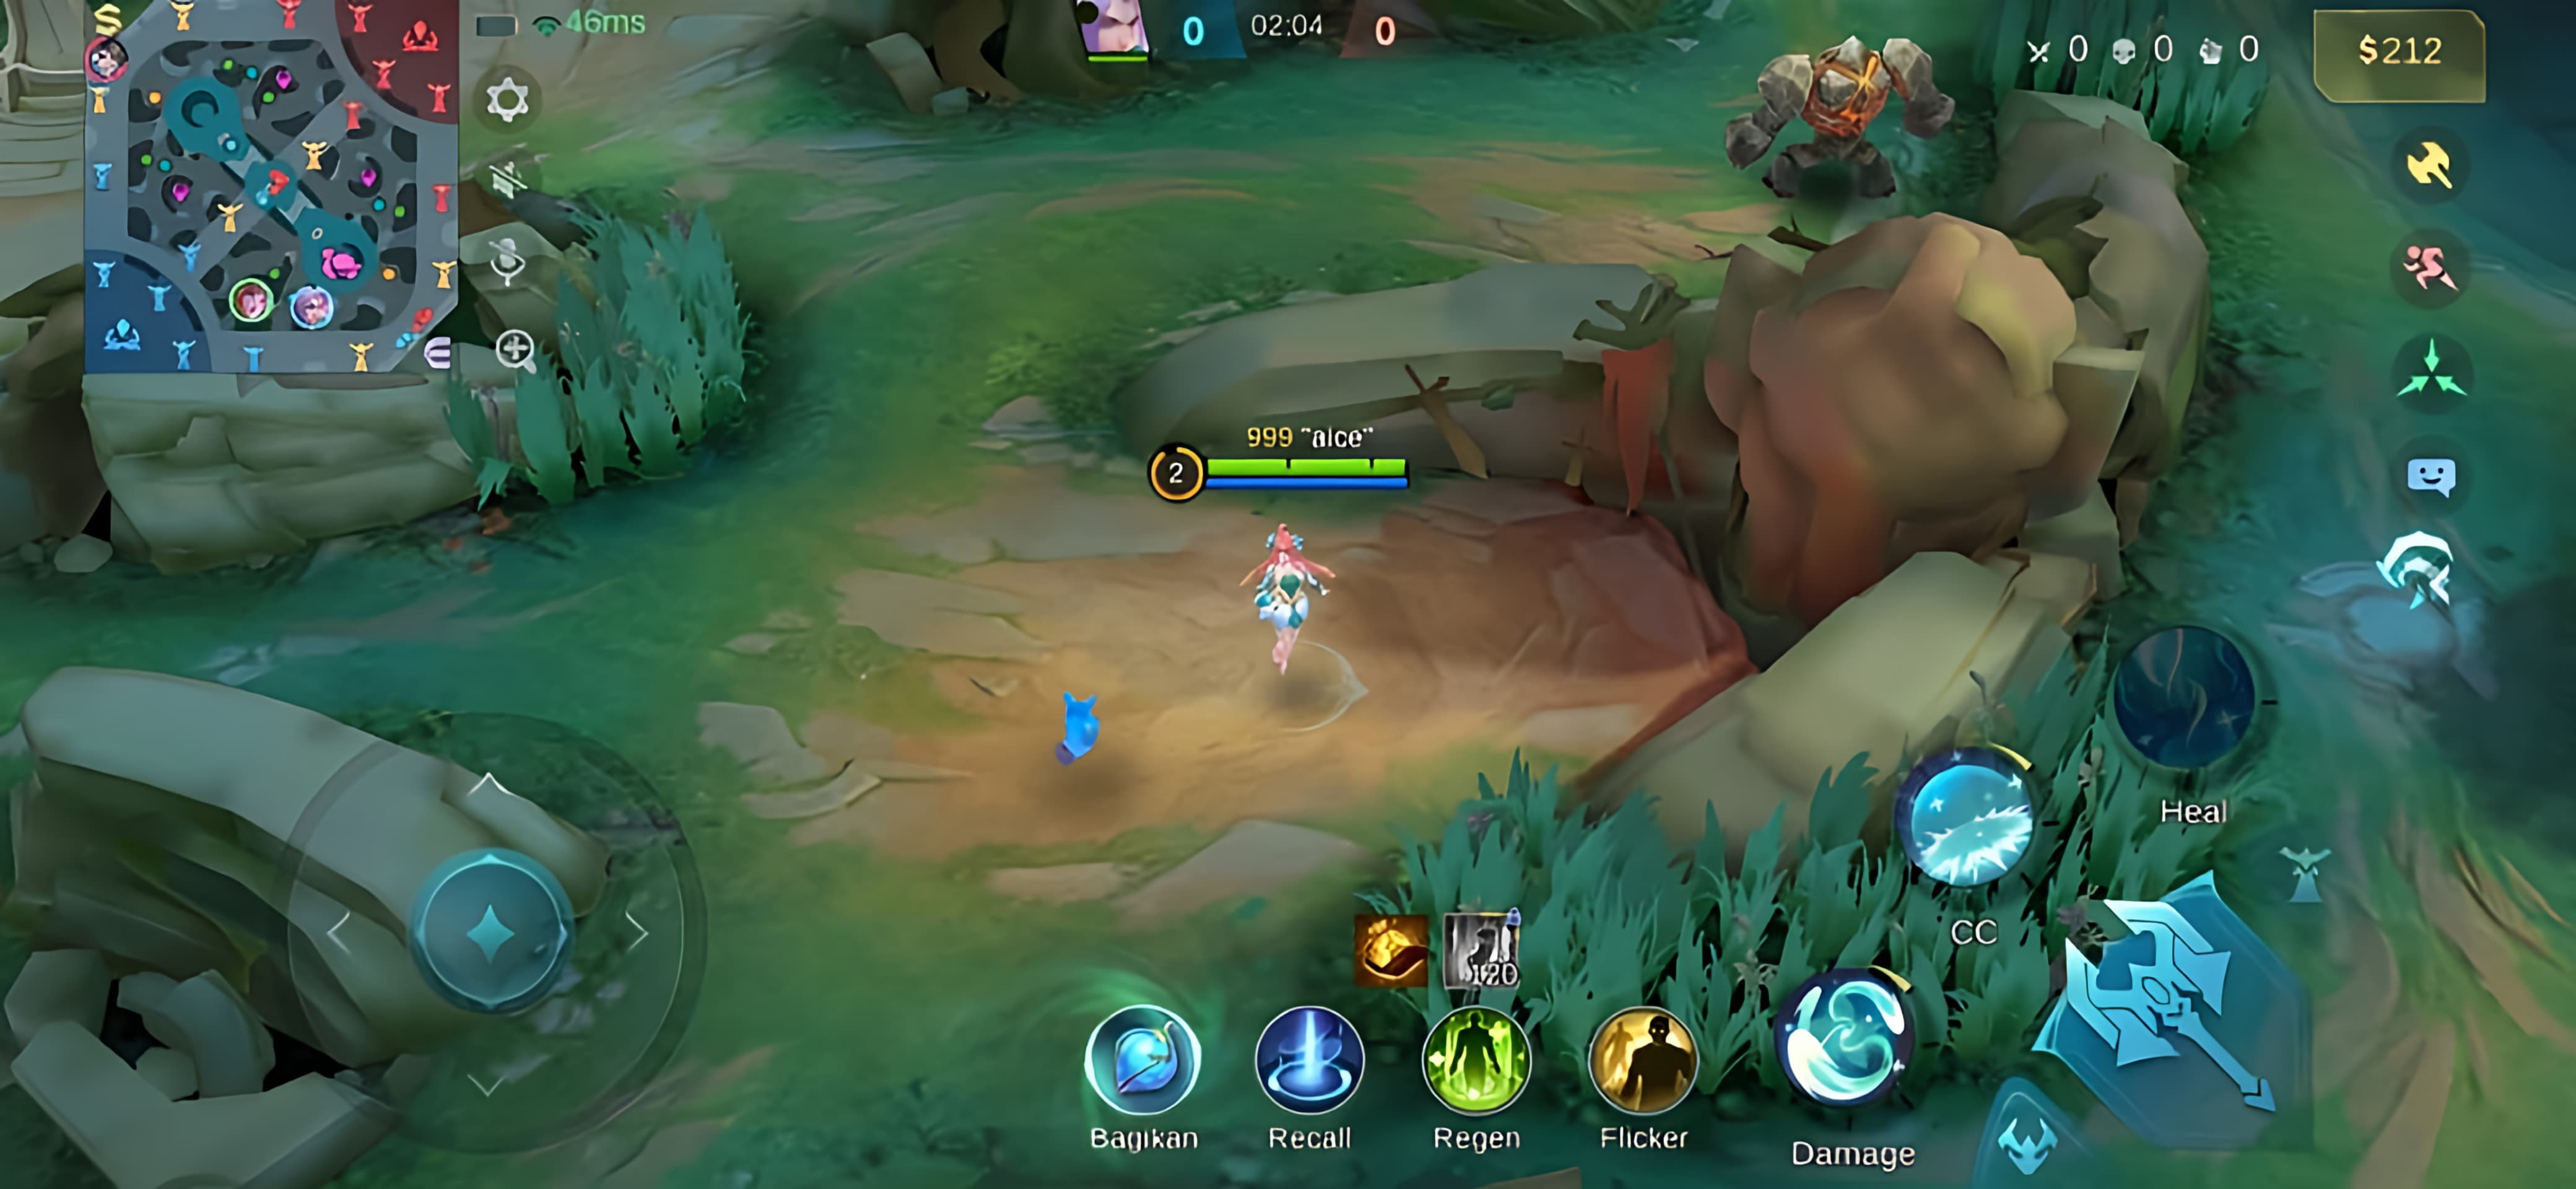 46ms
0 02:04 0
0 0 0
$212
999 "alce"
2
Heal
CC
120
Bagikan Recall Regen Flicker Damage